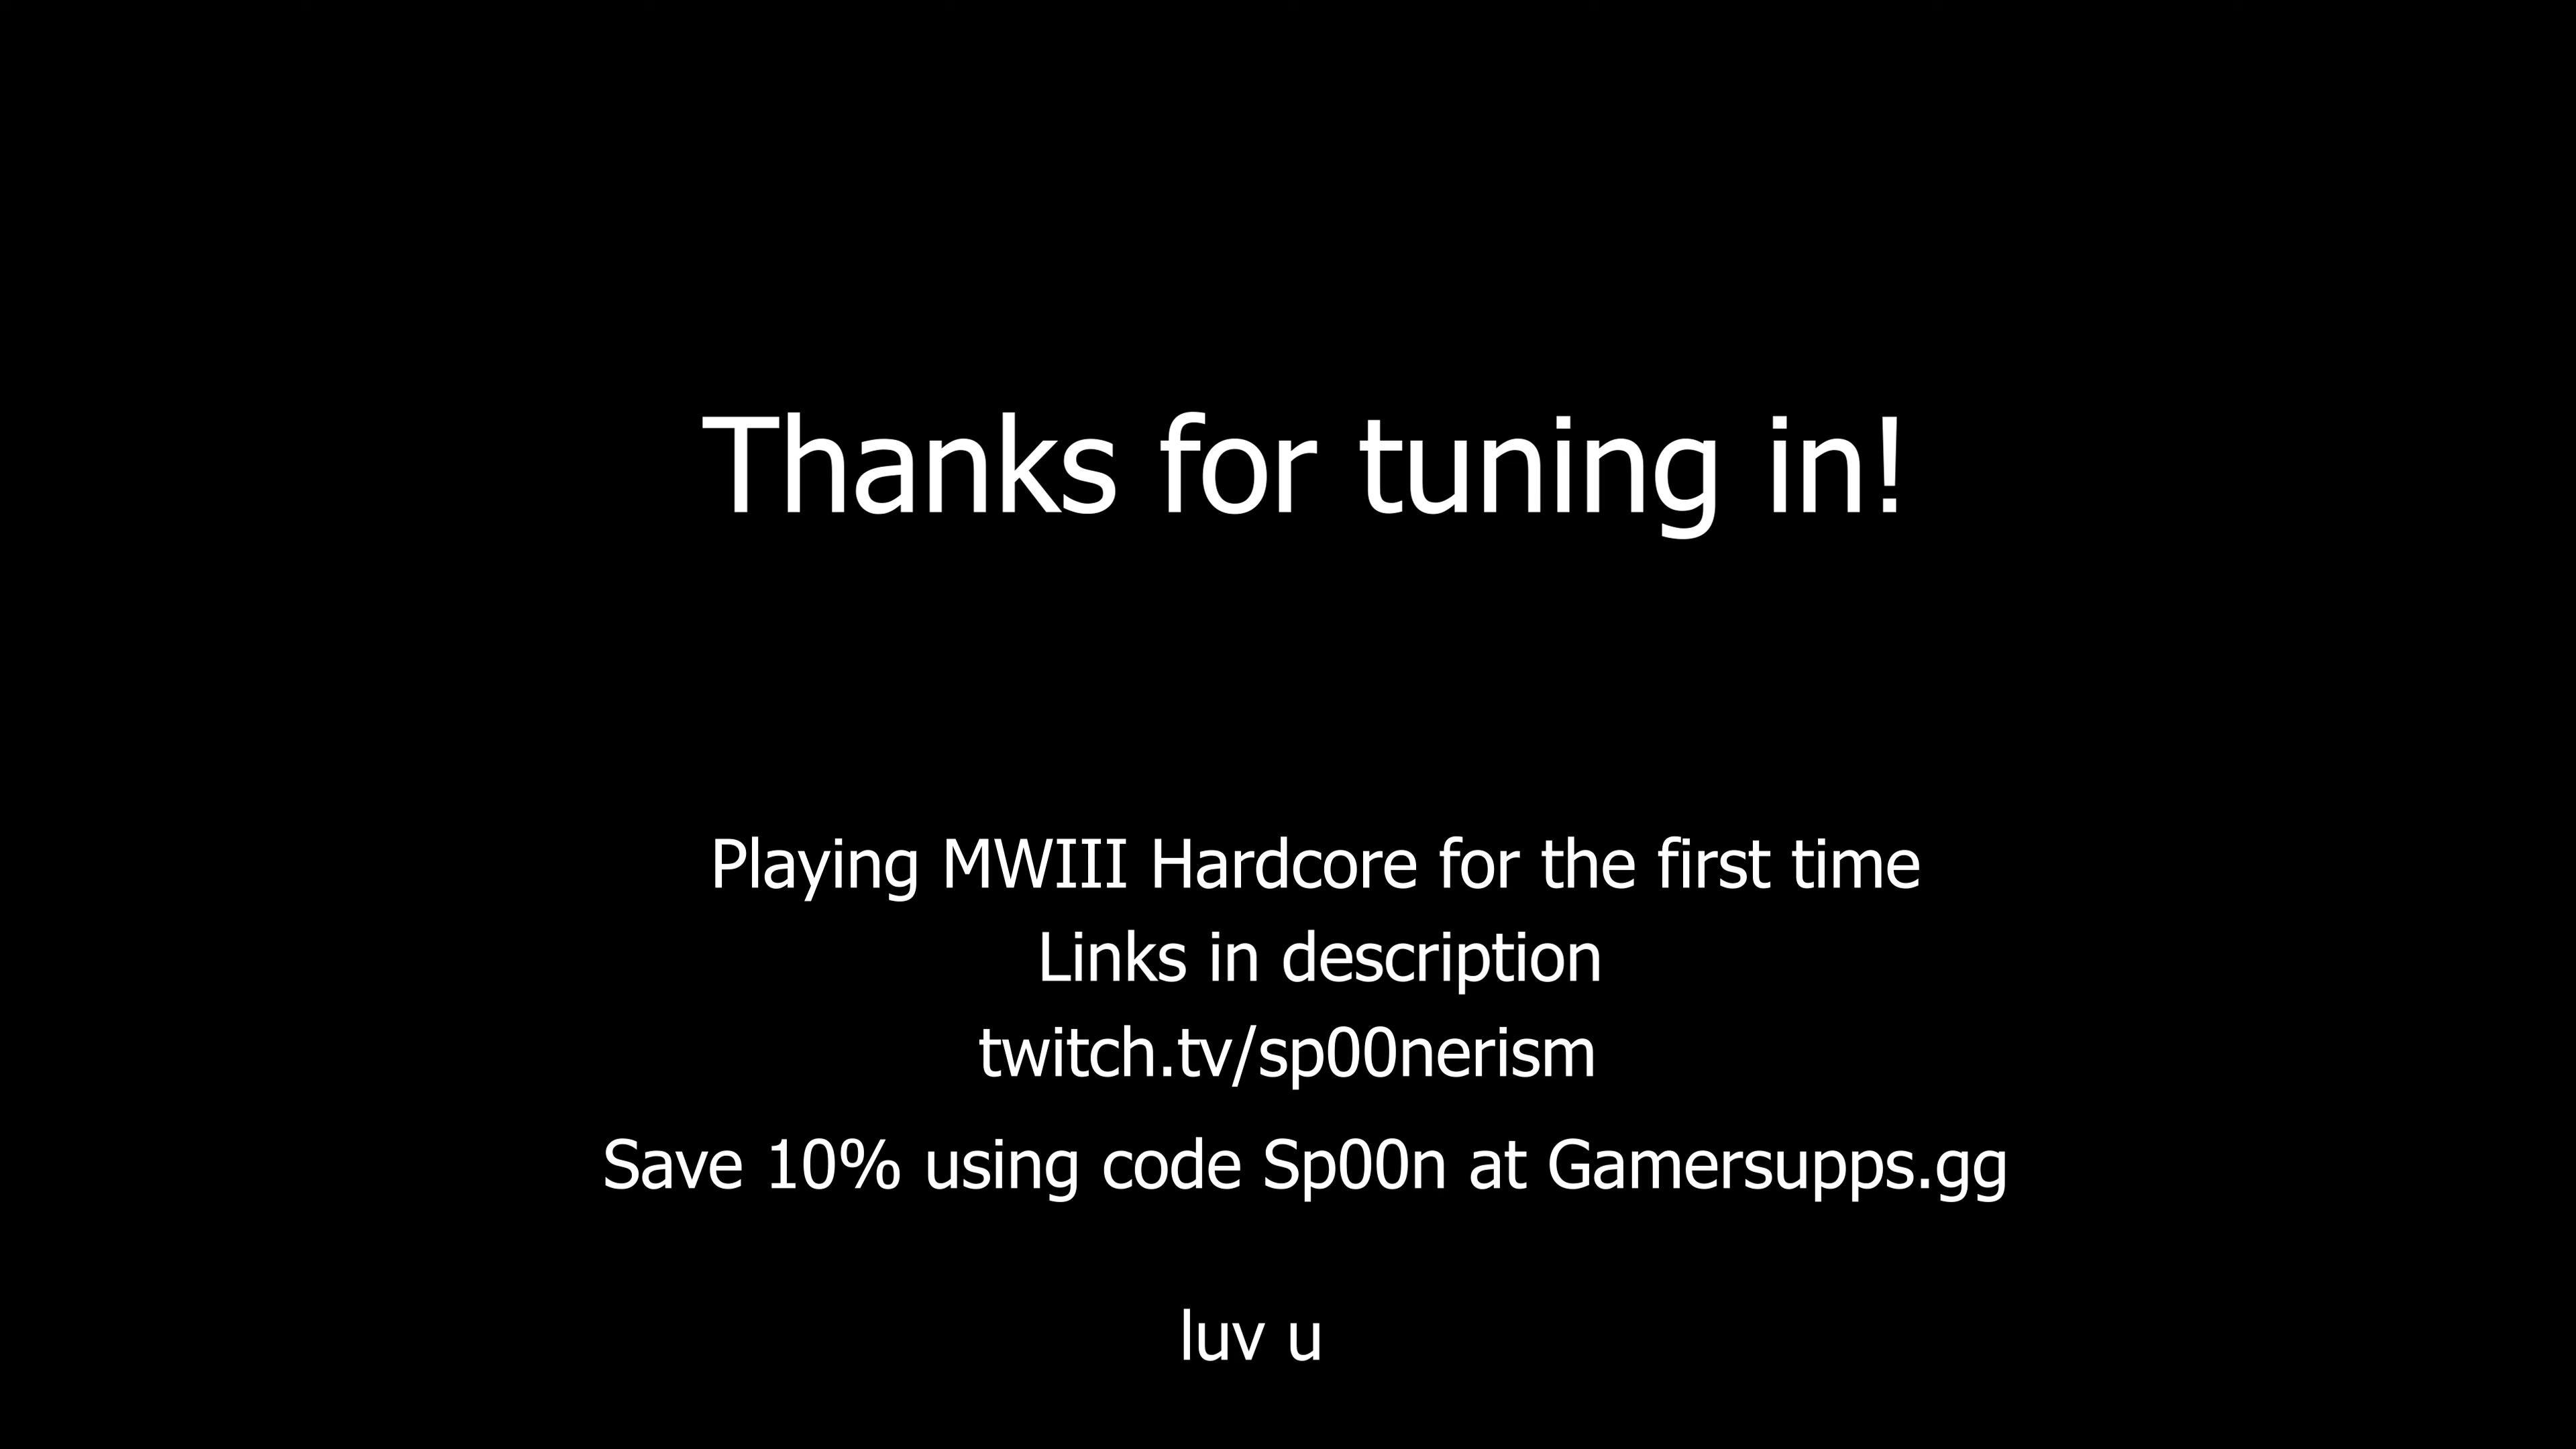 Thanks for tuning in!
Playing MWIII Hardcore for the first time
Links in description
twitch.tv/sp00nerism
Save 10% using code Sp00n at Gamersupps.gg
luv u